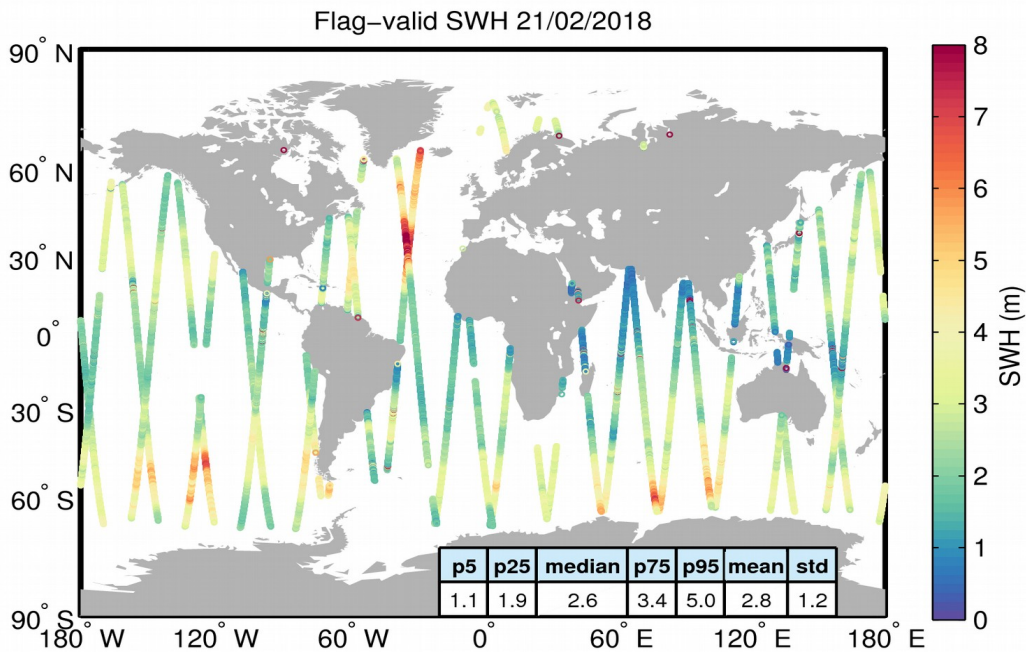 Flag−valid SWH 21/02/2018
90° N
60° N
30° N
0°
30° S
60° S
90° S
180° W
120° W
60° W
0°
60° E
120° E
180° E
p5 p25 median p75 p95 mean std
1.1 1.9 2.6 3.4 5.0 2.8 1.2
8
7
6
5
4
3
2
1
0
SWH (m)